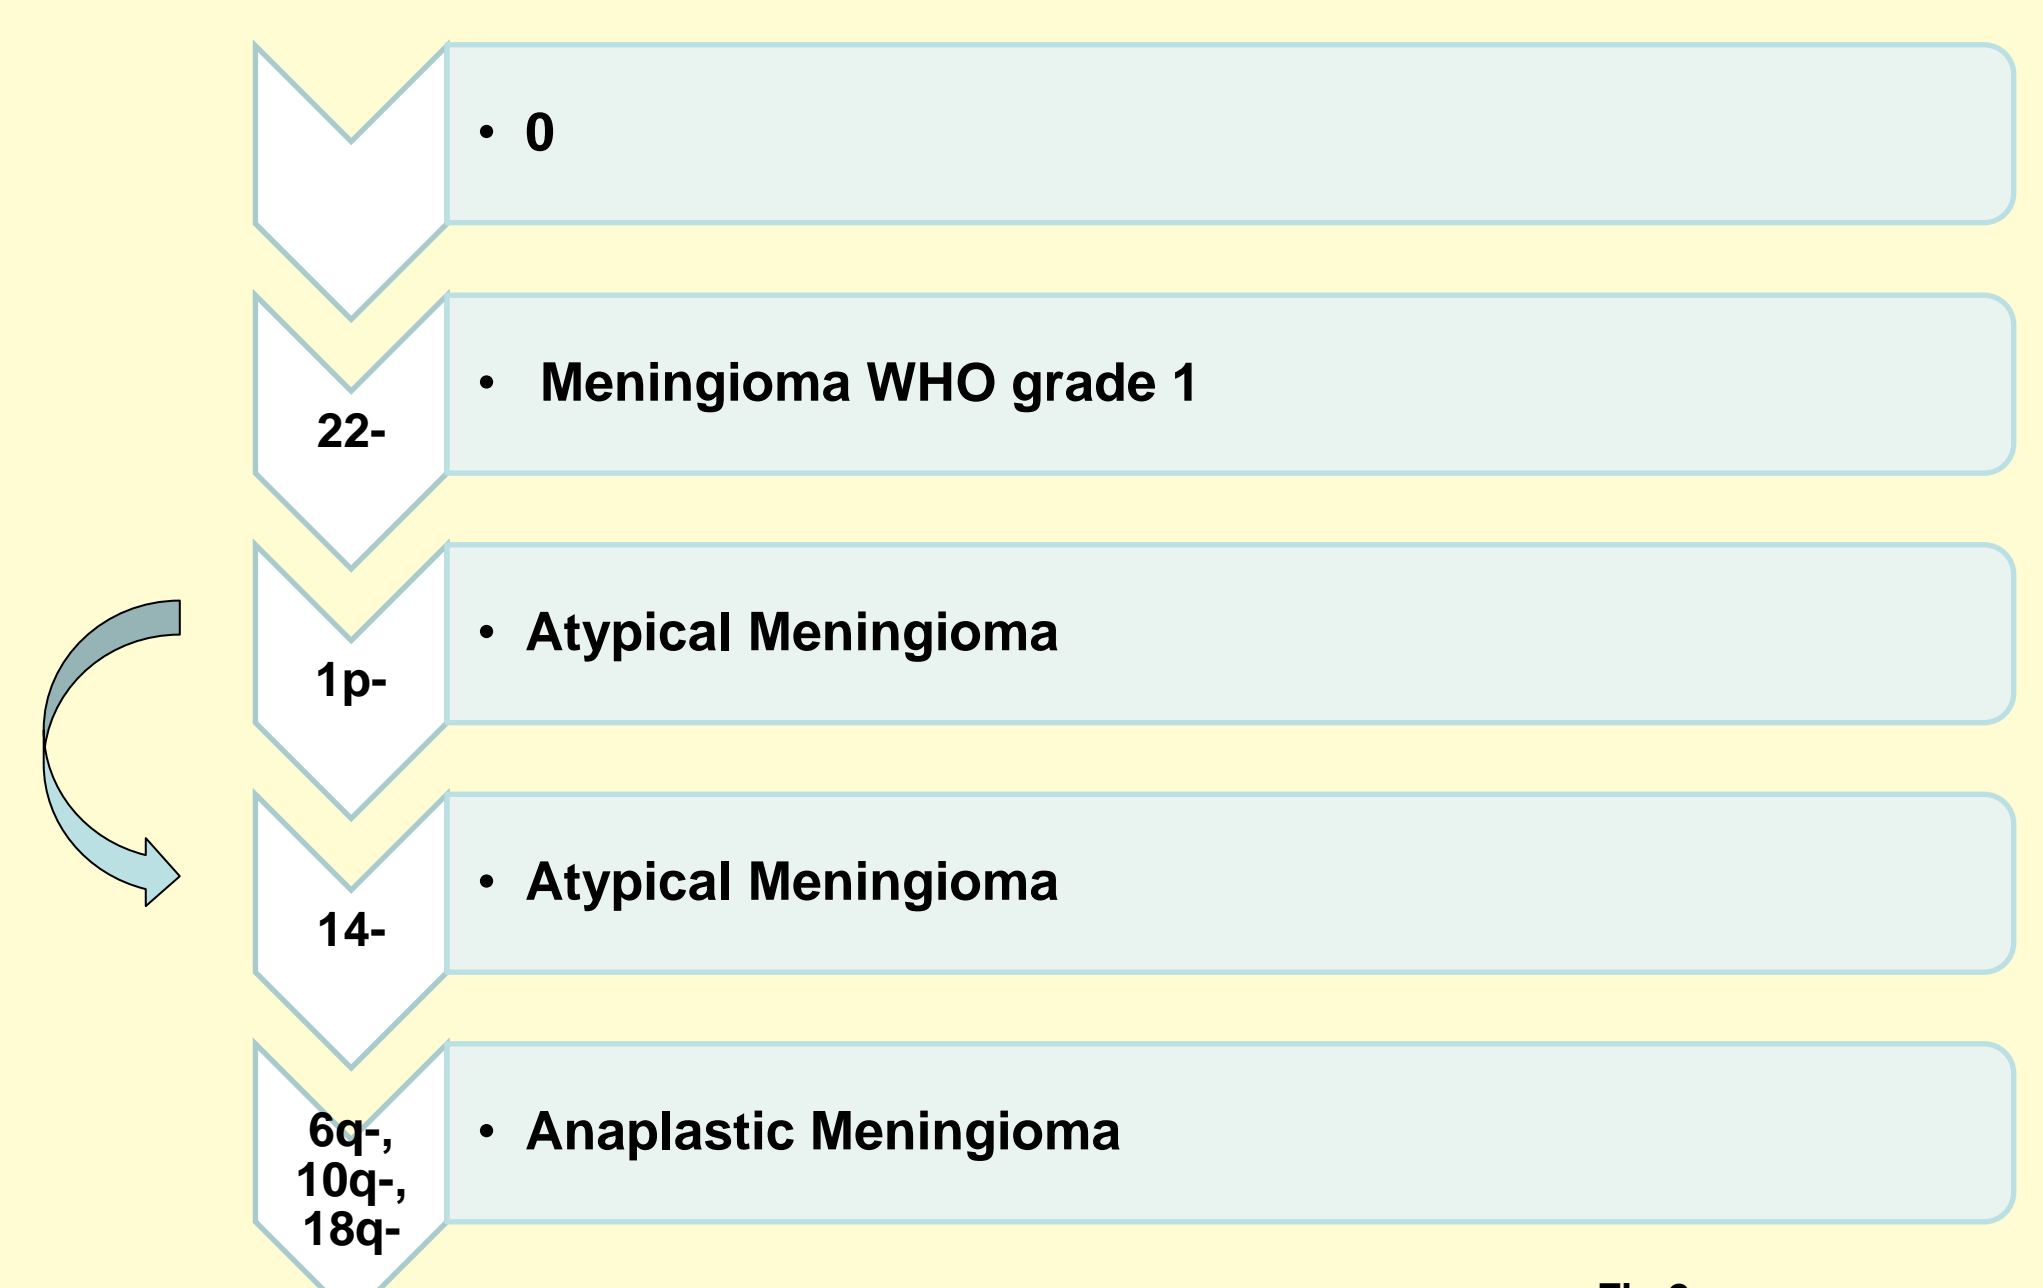 • 0
22-
• Meningioma WHO grade 1
1p-
• Atypical Meningioma
14-
• Atypical Meningioma
6q-,
10q-,
18q-
• Anaplastic Meningioma